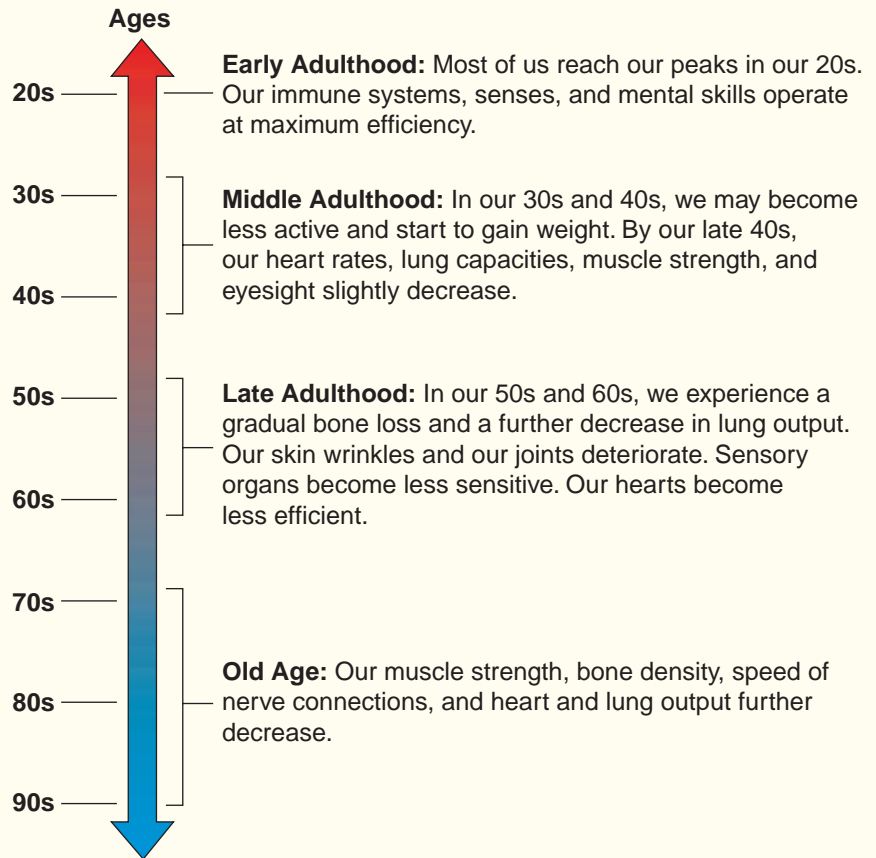 Ages
20s
Early Adulthood: Most of us reach our peaks in our 20s.
Our immune systems, senses, and mental skills operate
at maximum efficiency.
30s
Middle Adulthood: In our 30s and 40s, we may become
less active and start to gain weight. By our late 40s,
our heart rates, lung capacities, muscle strength, and
eyesight slightly decrease.
40s
50s
Late Adulthood: In our 50s and 60s, we experience a
gradual bone loss and a further decrease in lung output.
Our skin wrinkles and our joints deteriorate. Sensory
organs become less sensitive. Our hearts become
less efficient.
60s
70s
Old Age: Our muscle strength, bone density, speed of
nerve connections, and heart and lung output further
decrease.
80s
90s